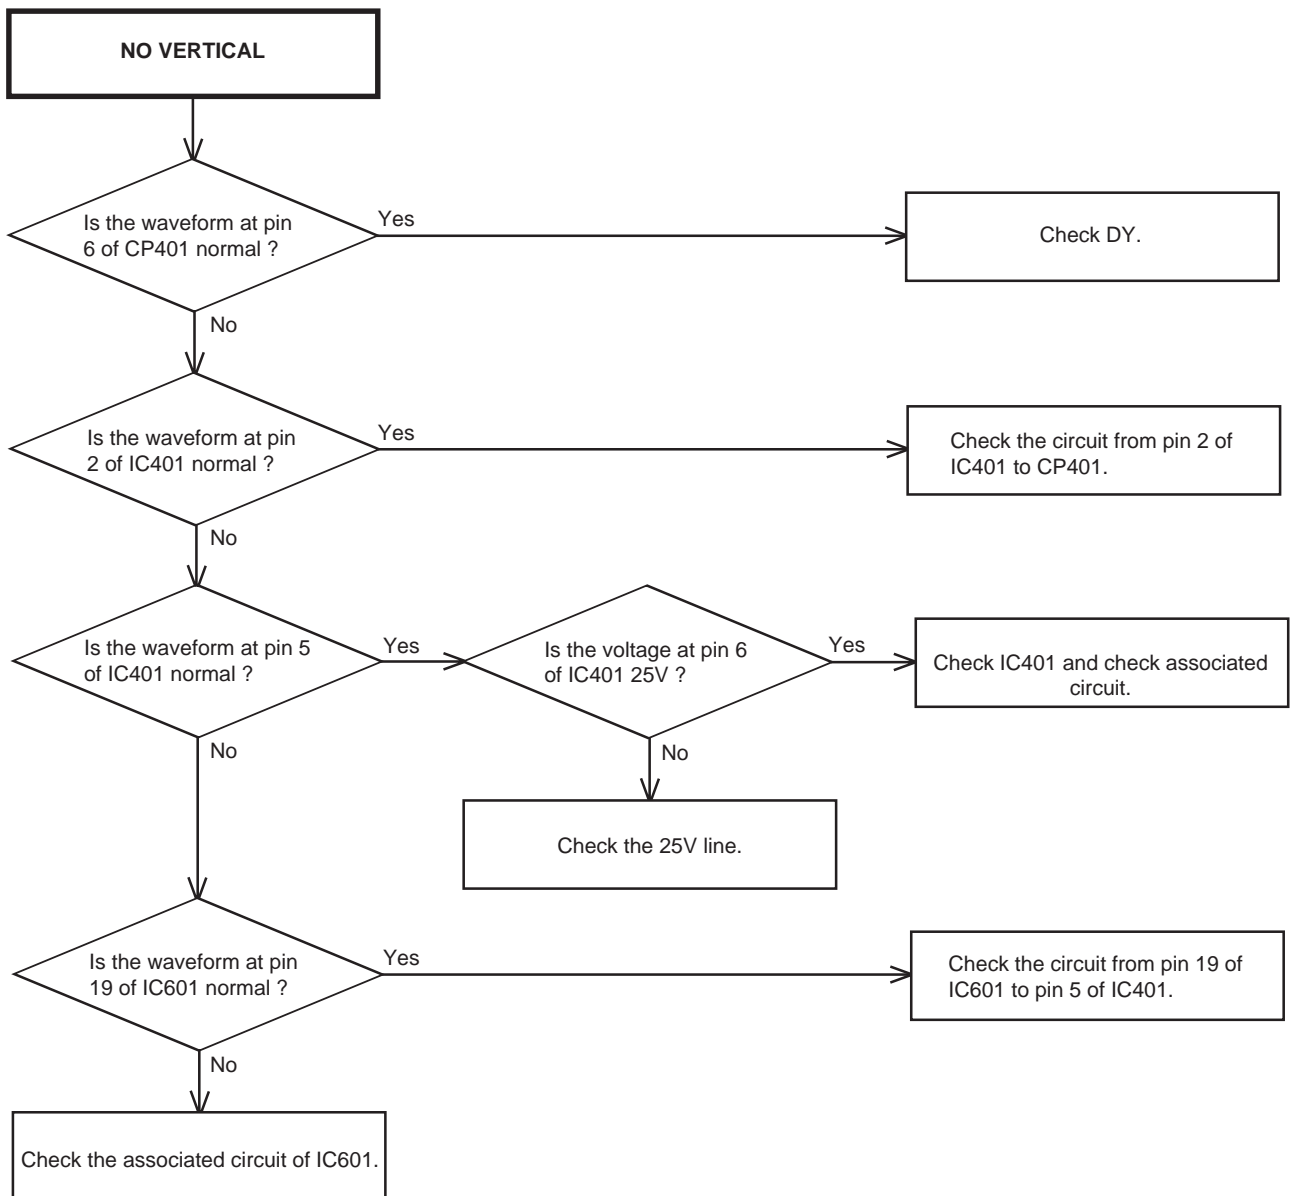 NO VERTICAL
Is the waveform at pin
6 of CP401 normal ?
Yes
Check DY.
No
Is the waveform at pin
2 of IC401 normal ?
Yes
Check the circuit from pin 2 of
IC401 to CP401.
No
Is the waveform at pin 5
of IC401 normal ?
Yes
Is the voltage at pin 6
of IC401 25V ?
Yes
Check IC401 and check associated
circuit.
No
No
Check the 25V line.
Is the waveform at pin
19 of IC601 normal ?
Yes
Check the circuit from pin 19 of
IC601 to pin 5 of IC401.
No
Check the associated circuit of IC601.